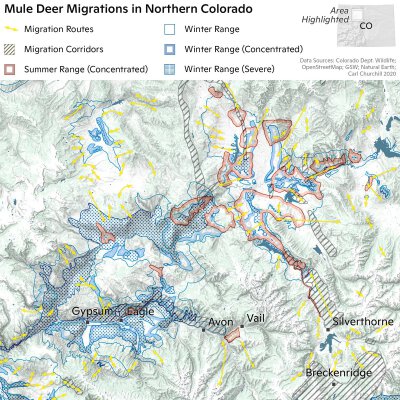 Mule Deer Migrations in Northern Colorado
Area
Highlighted
CO
Migration Routes
Winter Range
Migration Corridors
Winter Range (Concentrated)
Summer Range (Concentrated)
Winter Range (Severe)
Data Sources: Colorado Dept. Wildlife;
OpenStreetMap; GSW; Natural Earth;
Carl Churchill 2020
Gypsum
Eagle
Avon
Vail
Silverthorne
Breckenridge